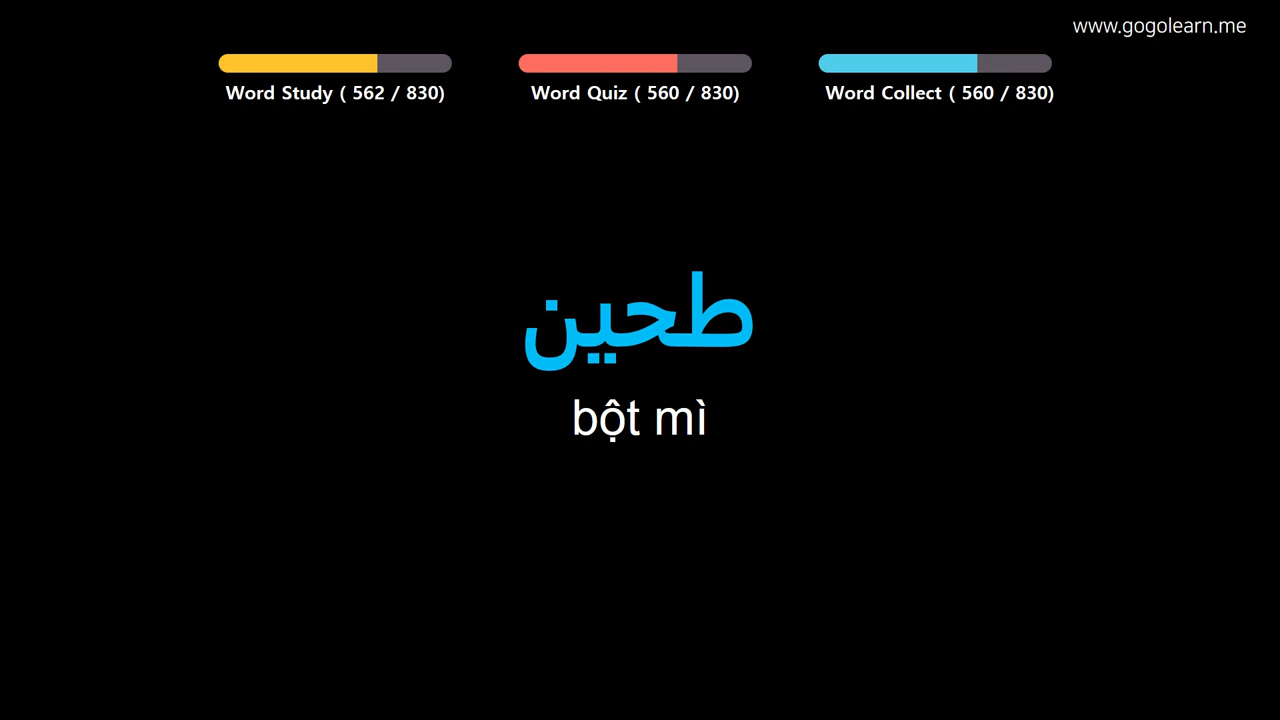 www.gogolearn.me
Word Study ( 562 / 830)
Word Quiz ( 560 / 830)
Word Collect ( 560 / 830)
طحين
bột mì